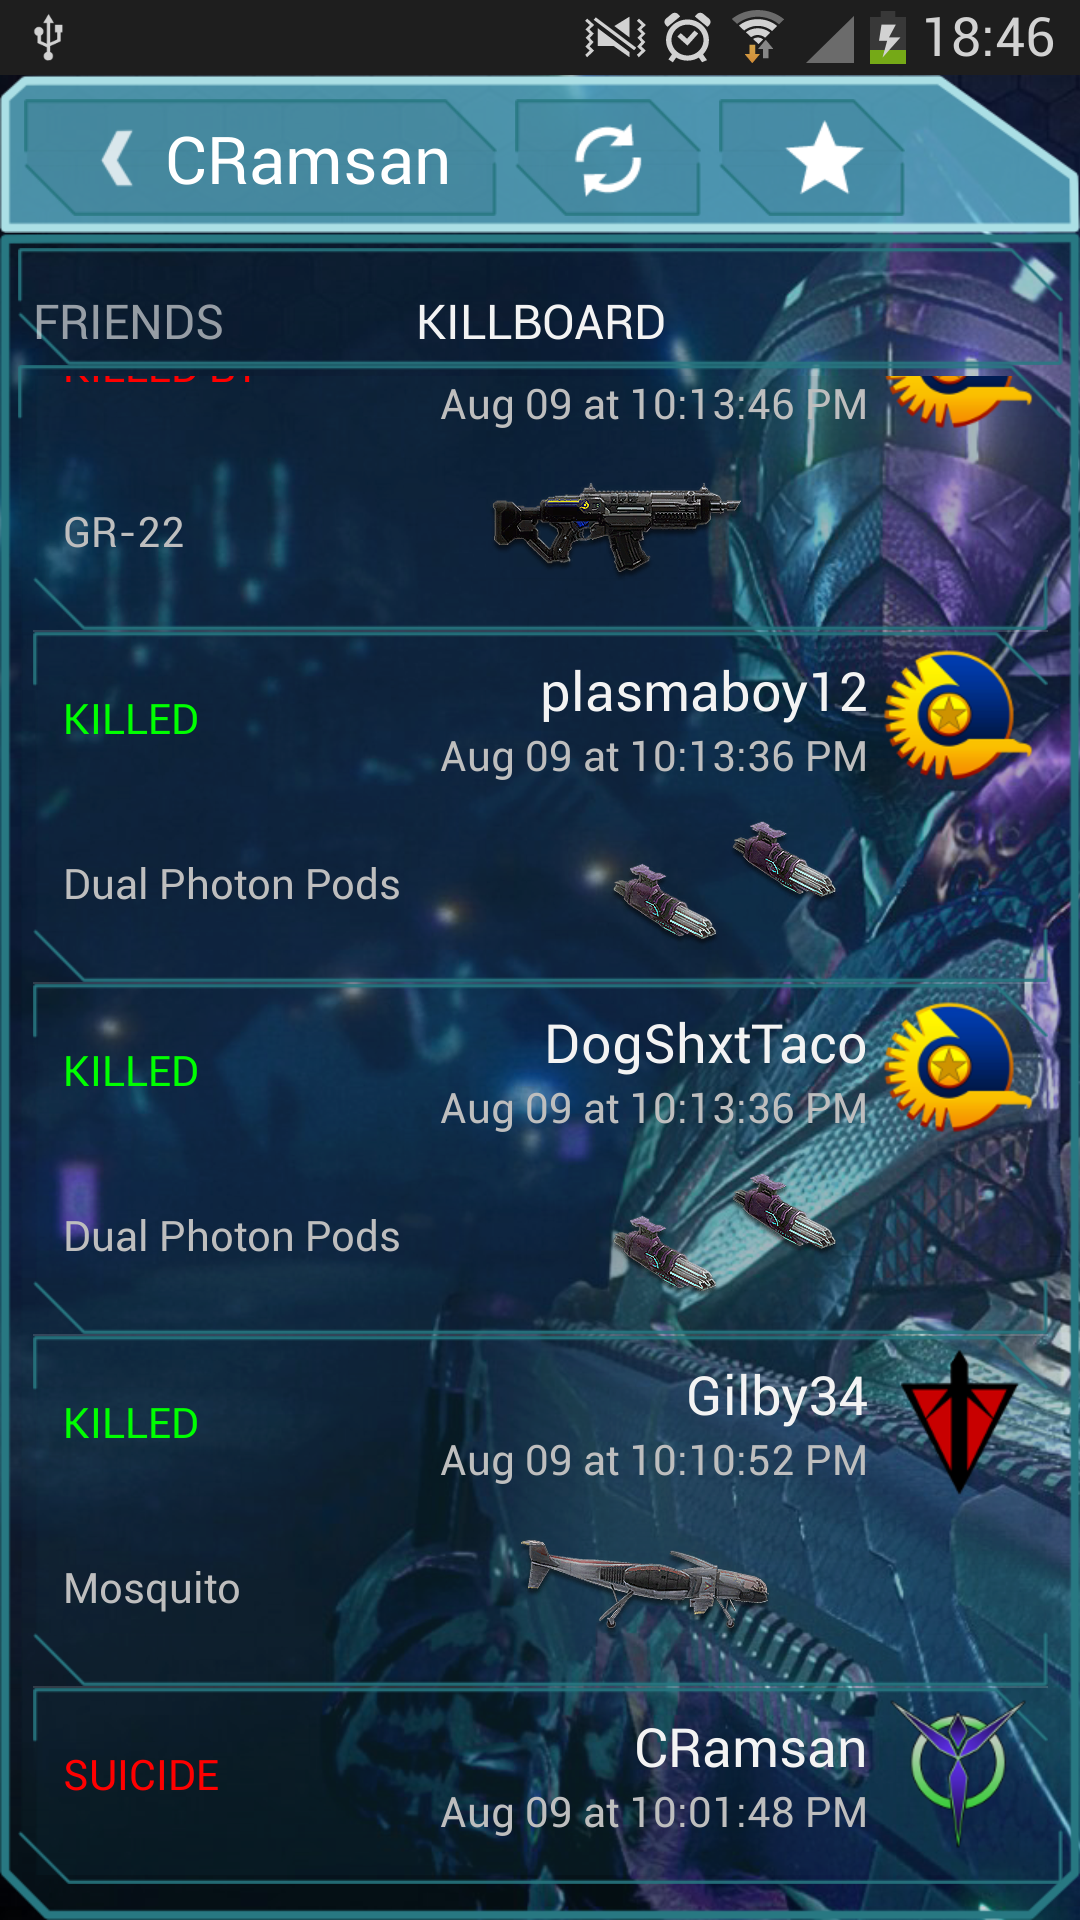 18:46
CRamsan
FRIENDS KILLBOARD
KILLED BY
Aug 09 at 10:13:46 PM
GR-22
plasmaboy12
KILLED
Aug 09 at 10:13:36 PM
Dual Photon Pods
DogShxtTaco
KILLED
Aug 09 at 10:13:36 PM
Dual Photon Pods
Gilby34
KILLED
Aug 09 at 10:10:52 PM
Mosquito
CRamsan
SUICIDE
Aug 09 at 10:01:48 PM